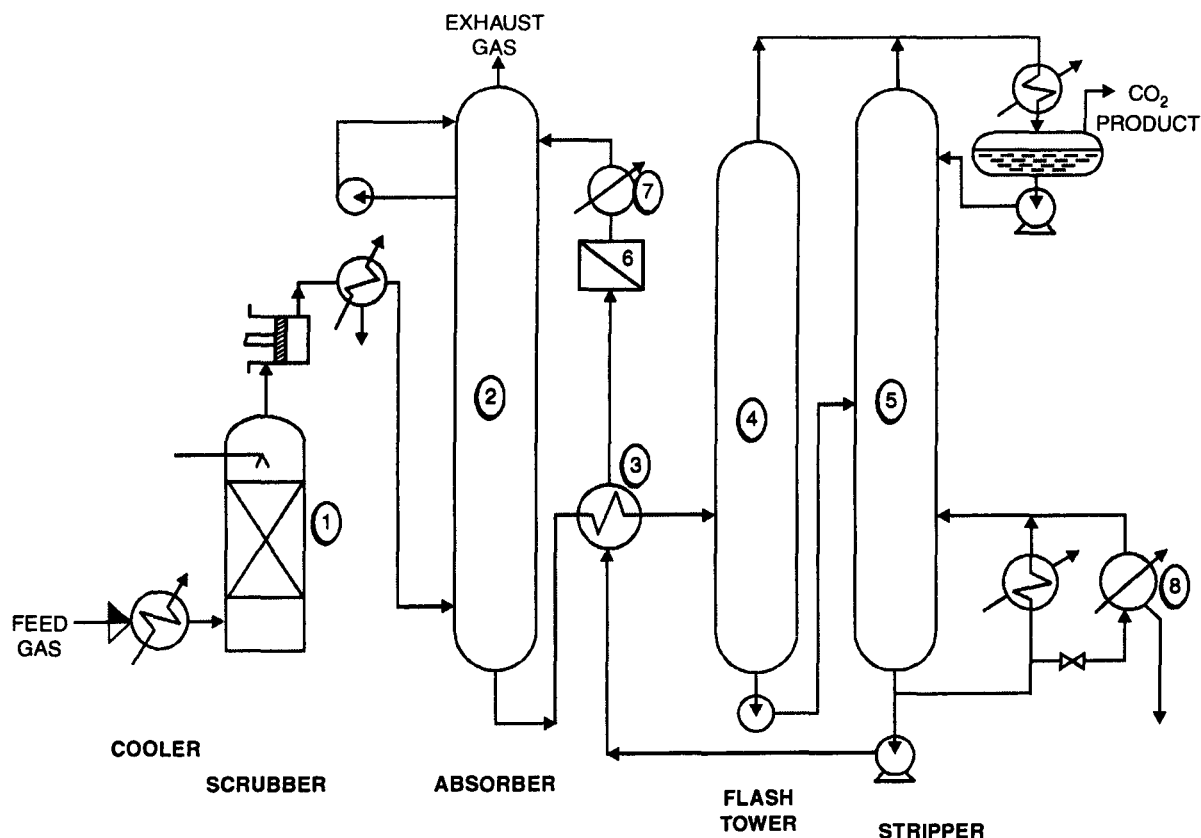 EXHAUST
GAS
CO₂
PRODUCT
7
6
2
5
4
3
1
8
FEED
GAS
COOLER
SCRUBBER
ABSORBER
FLASH
TOWER
STRIPPER